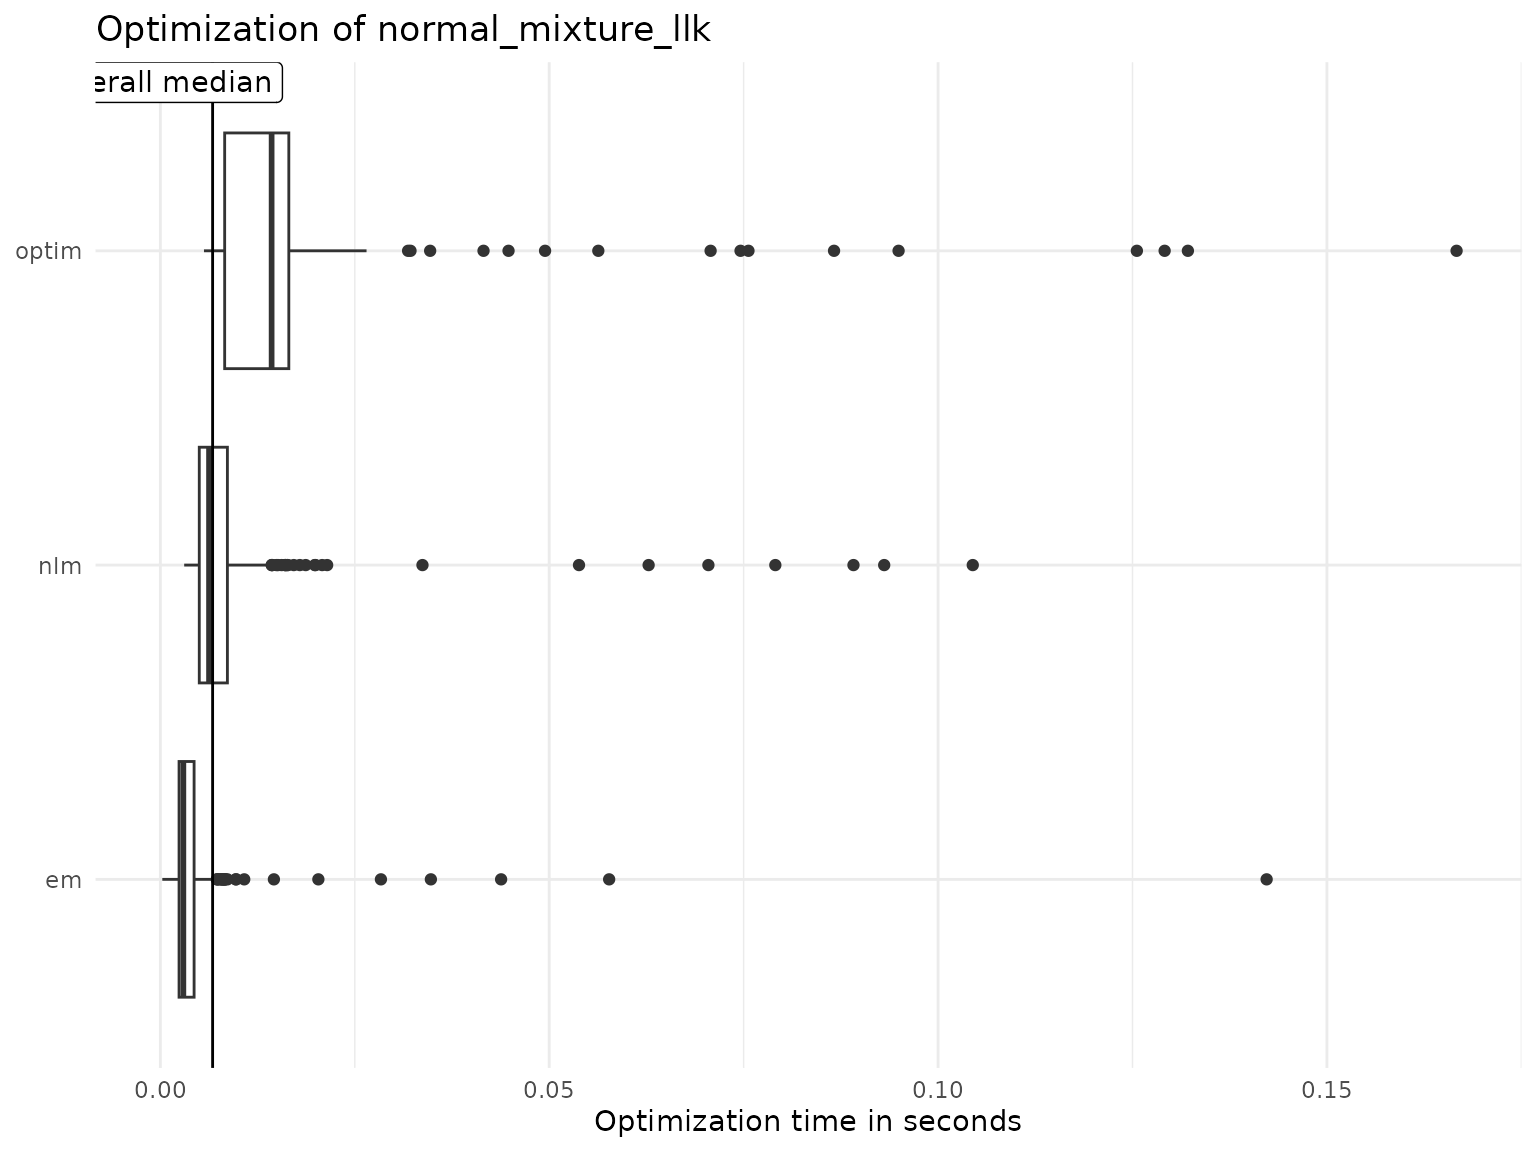 Optimization of normal_mixture_llk
erall median
optim
nlm
em
0.00 0.05 0.10 0.15
Optimization time in seconds